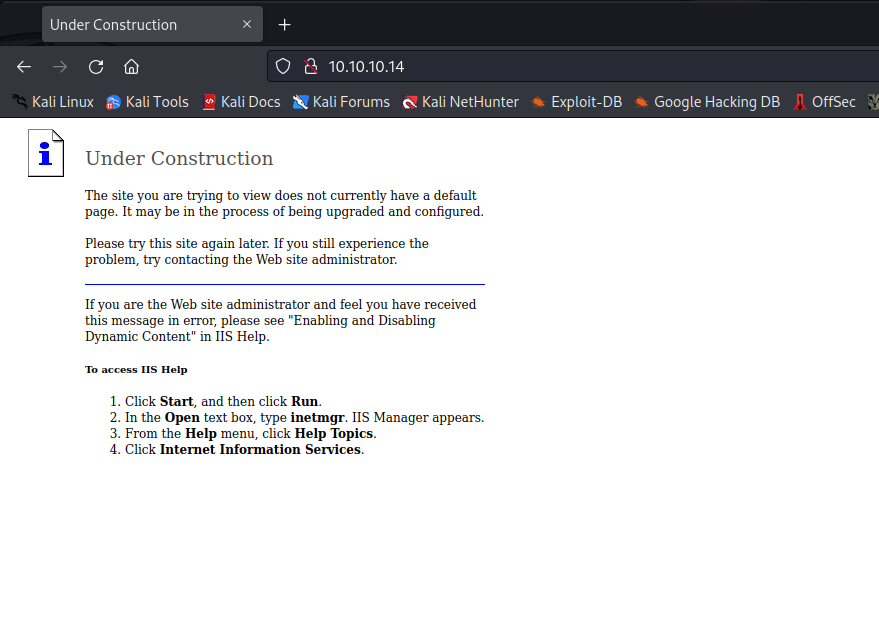 Under Construction
10.10.10.14
Kali Linux Kali Tools Kali Docs Kali Forums Kali NetHunter Exploit-DB Google Hacking DB OffSec
Under Construction
The site you are trying to view does not currently have a default
page. It may be in the process of being upgraded and configured.
Please try this site again later. If you still experience the
problem, try contacting the Web site administrator.
If you are the Web site administrator and feel you have received
this message in error, please see "Enabling and Disabling
Dynamic Content" in IIS Help.
To access IIS Help
1. Click Start, and then click Run.
2. In the Open text box, type inetmgr. IIS Manager appears.
3. From the Help menu, click Help Topics.
4. Click Internet Information Services.